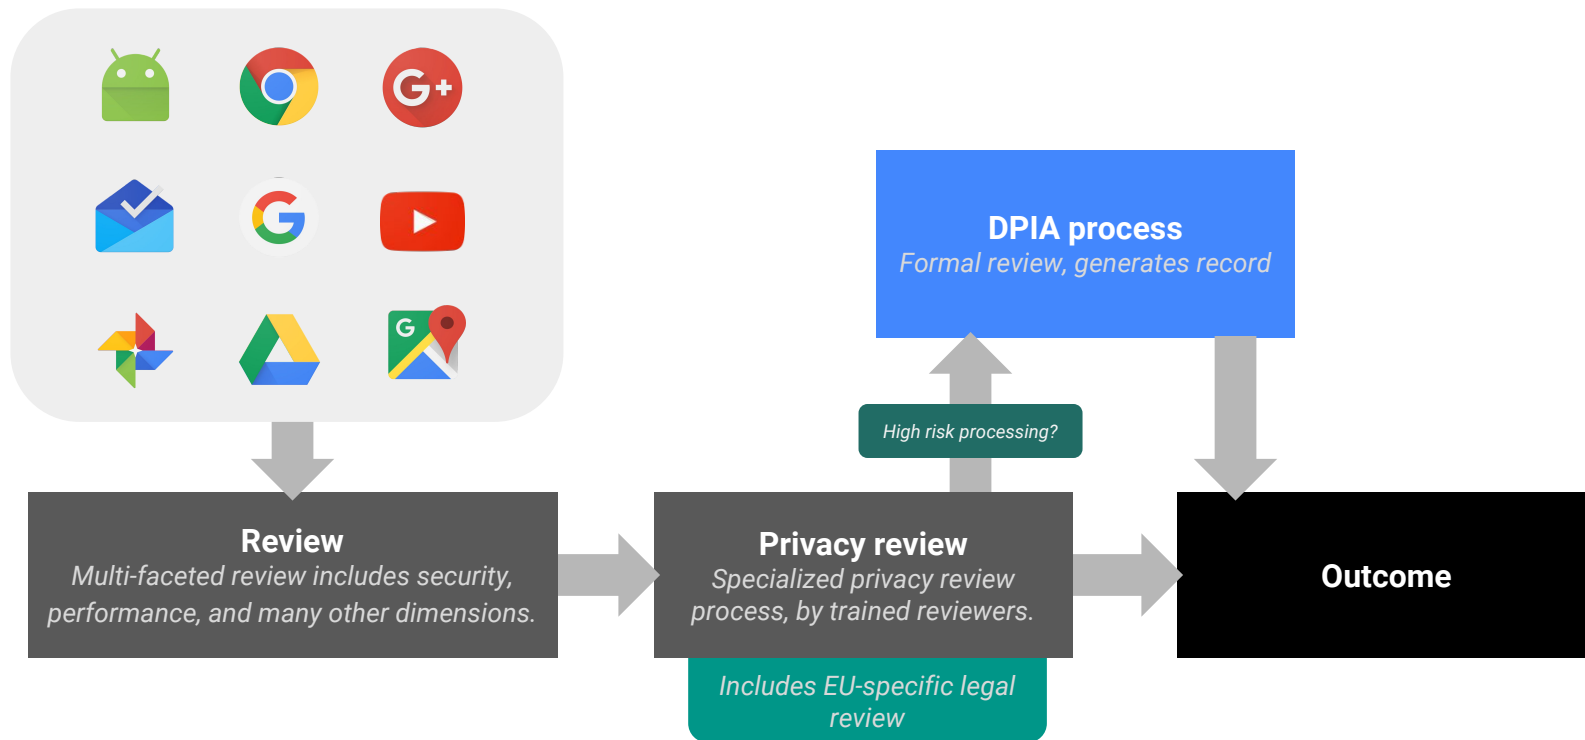 G+
G
G
DPIA process
Formal review, generates record
High risk processing?
Review
Multi-faceted review includes security,
performance, and many other dimensions.
Privacy review
Specialized privacy review
process, by trained reviewers.
Includes EU-specific legal
review
Outcome